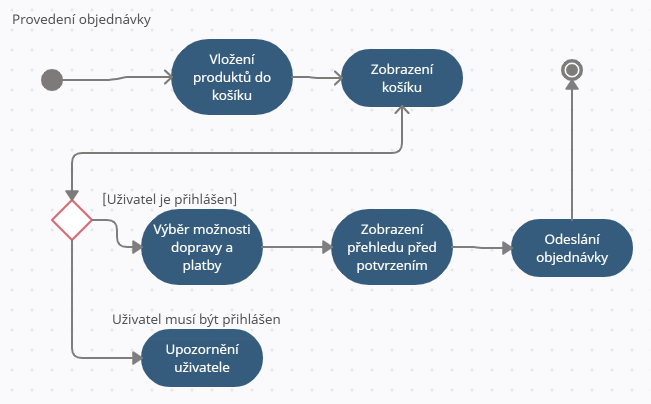 Provedení objednávky
Vložení
produktů do
košíku
Zobrazení
košíku
[Uživatel je přihlášen]
Výběr možnosti
dopravy a
platby
Zobrazení
přehledu před
potvrzením
Odeslání
objednávky
Uživatel musí být přihlášen
Upozornění
uživatele